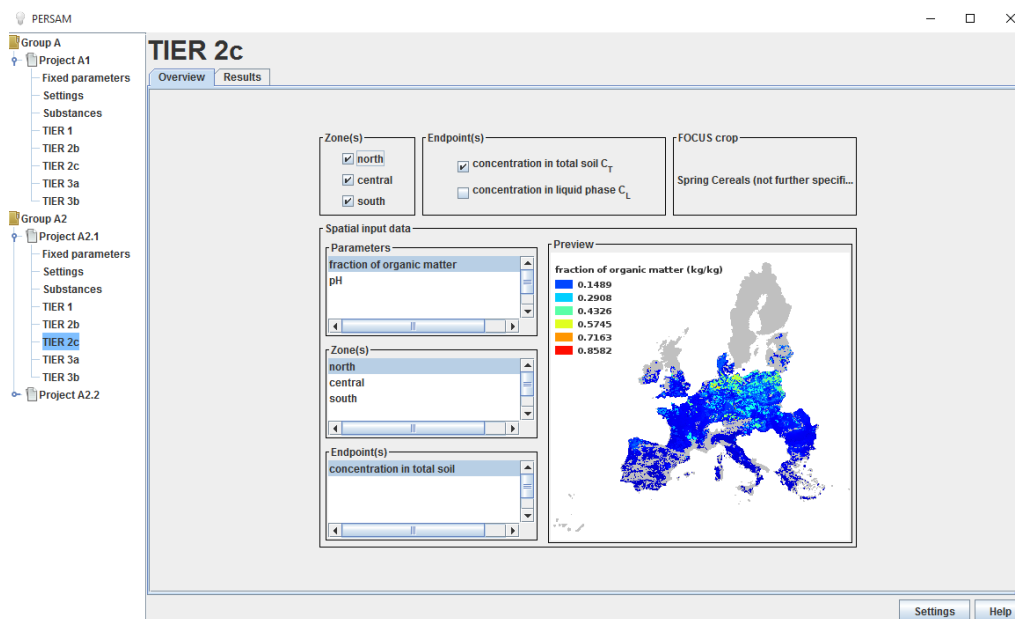 PERSAM
Group A
Project A1
Fixed parameters
Settings
Substances
TIER 1
TIER 2b
TIER 2c
TIER 3a
TIER 3b
Group A2
Project A2.1
Fixed parameters
Settings
Substances
TIER 1
TIER 2b
TIER 2c
TIER 3a
TIER 3b
Project A2.2
TIER 2c
Overview
Results
Zone(s)
north
central
south
Endpoint(s)
concentration in total soil C_T
concentration in liquid phase C_L
FOCUS crop
Spring Cereals (not further specifi...
Spatial input data
Parameters
fraction of organic matter
pH
Zone(s)
north
central
south
Endpoint(s)
concentration in total soil
Preview
fraction of organic matter (kg/kg)
0.1489
0.2908
0.4326
0.5745
0.7163
0.8582
Settings
Help